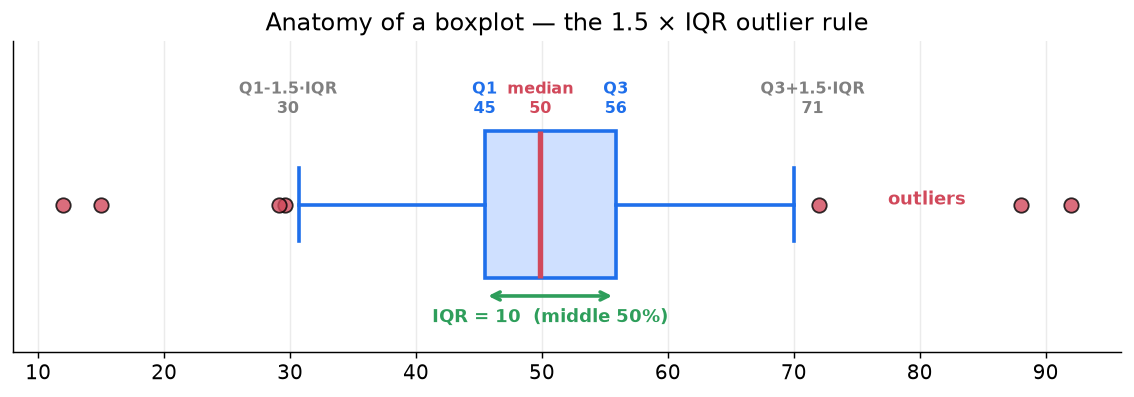 Anatomy of a boxplot — the 1.5 × IQR outlier rule
Q1-1.5·IQR
30
Q1
45
median
50
Q3
56
Q3+1.5·IQR
71
outliers
IQR = 10  (middle 50%)
10 20 30 40 50 60 70 80 90